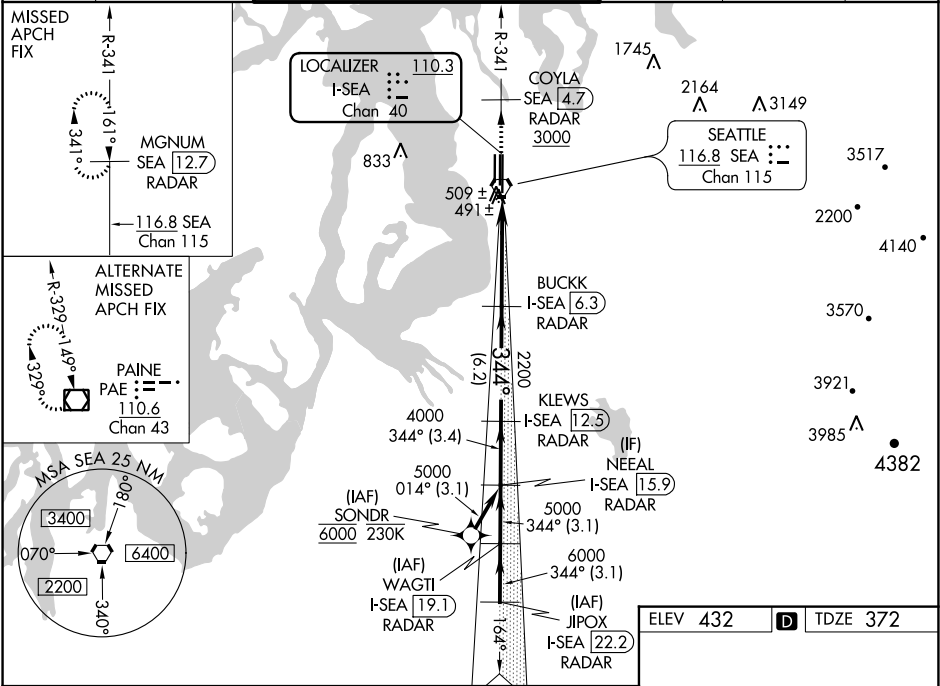 MISSED
APCH
FIX
R-341
161°
341°
MGNUM
SEA 12.7
RADAR
116.8 SEA
Chan 115
ALTERNATE
MISSED
APCH FIX
R-329
149°
329°
PAINE
PAE
110.6
Chan 43
MSA SEA 25 NM
180°
3400
070°
6400
2200
340°
LOCALIZER 110.3
I-SEA
Chan 40
R-341
COYLA
SEA 4.7
RADAR
3000
1745
2164
3149
833
SEATTLE
116.8 SEA
Chan 115
3517
2200
4140
509 ±
491±
BUCKK
I-SEA 6.3
RADAR
3570
2200
344°
(6.2)
3921
3985
4382
KLEWS
I-SEA 12.5
RADAR
4000
344° (3.4)
(IF)
NEEAL
I-SEA 15.9
RADAR
5000
014° (3.1)
(IAF)
SONDR
6000 230K
5000
344° (3.1)
(IAF)
WAGTI
I-SEA 19.1
RADAR
6000
344° (3.1)
(IAF)
JIPOX
I-SEA 22.2
RADAR
164°
ELEV 432 D TDZE 372